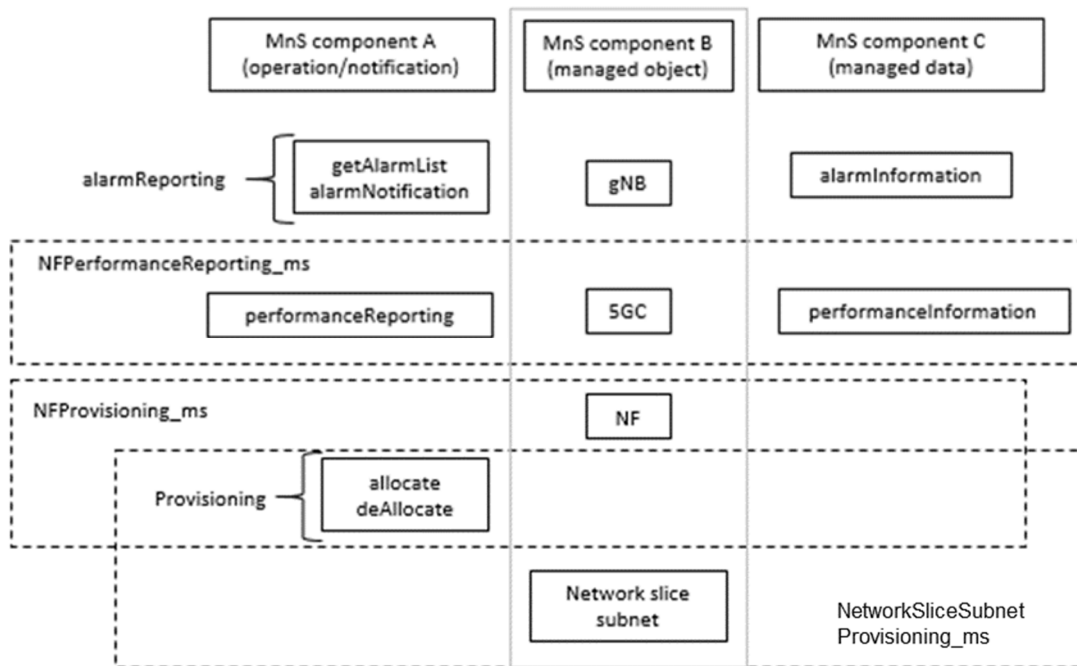 MnS component A
(operation/notification)
MnS component B
(managed object)
MnS component C
(managed data)
alarmReporting
getAlarmList
alarmNotification
gNB
alarmInformation
NFPerformanceReporting_ms
performanceReporting
5GC
performanceInformation
NFProvisioning_ms
NF
Provisioning
allocate
deAllocate
Network slice
subnet
NetworkSliceSubnet
Provisioning_ms